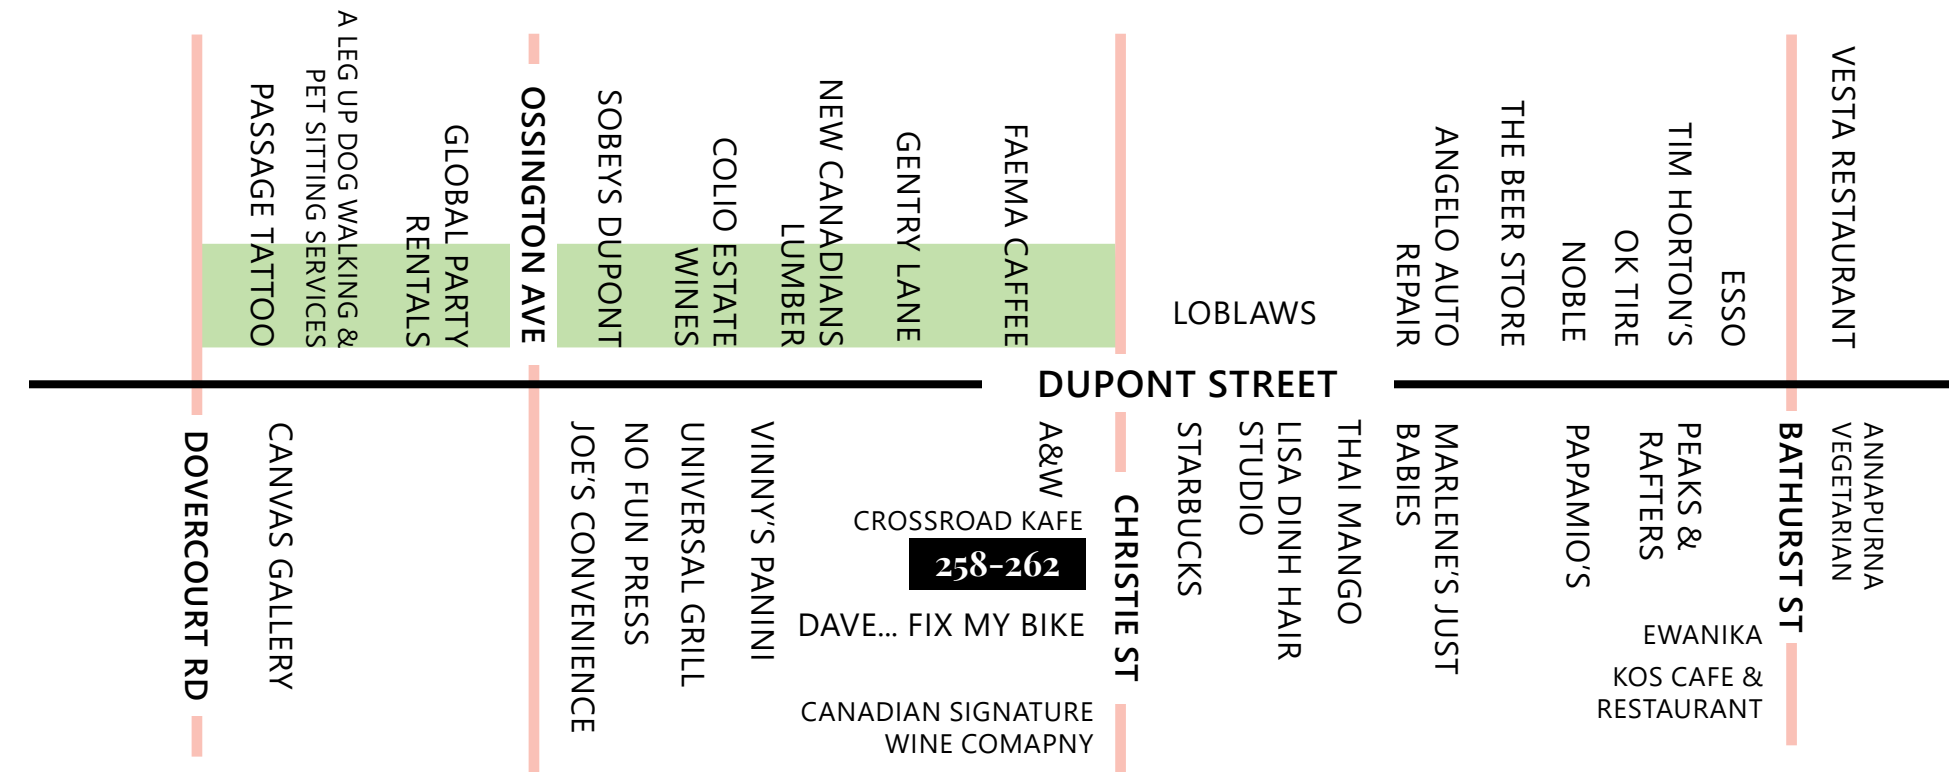 PASSAGE TATTOO
A LEG UP DOG WALKING &
PET SITTING SERVICES
GLOBAL PARTY
RENTALS
OSSINGTON AVE
SOBEYS DUPONT
COLIO ESTATE
WINES
NEW CANADIANS
LUMBER
GENTRY LANE
FAEMA CAFFEE
LOBLAWS
ANGELO AUTO
REPAIR
THE BEER STORE
NOBLE
OK TIRE
TIM HORTON'S
ESSO
VESTA RESTAURANT
DUPONT STREET
DOVERCOURT RD
CANVAS GALLERY
JOE'S CONVENIENCE
NO FUN PRESS
UNIVERSAL GRILL
VINNY'S PANINI
A&W
CROSSROAD KAFE
258-262
DAVE... FIX MY BIKE
CANADIAN SIGNATURE
WINE COMAPNY
CHRISTIE ST
STARBUCKS
LISA DINH HAIR
STUDIO
THAI MANGO
MARLENE'S JUST
BABIES
PAPAMIO'S
PEAKS &
RAFTERS
EWANIKA
KOS CAFE &
RESTAURANT
BATHURST ST
ANNAPURNA
VEGETARIAN